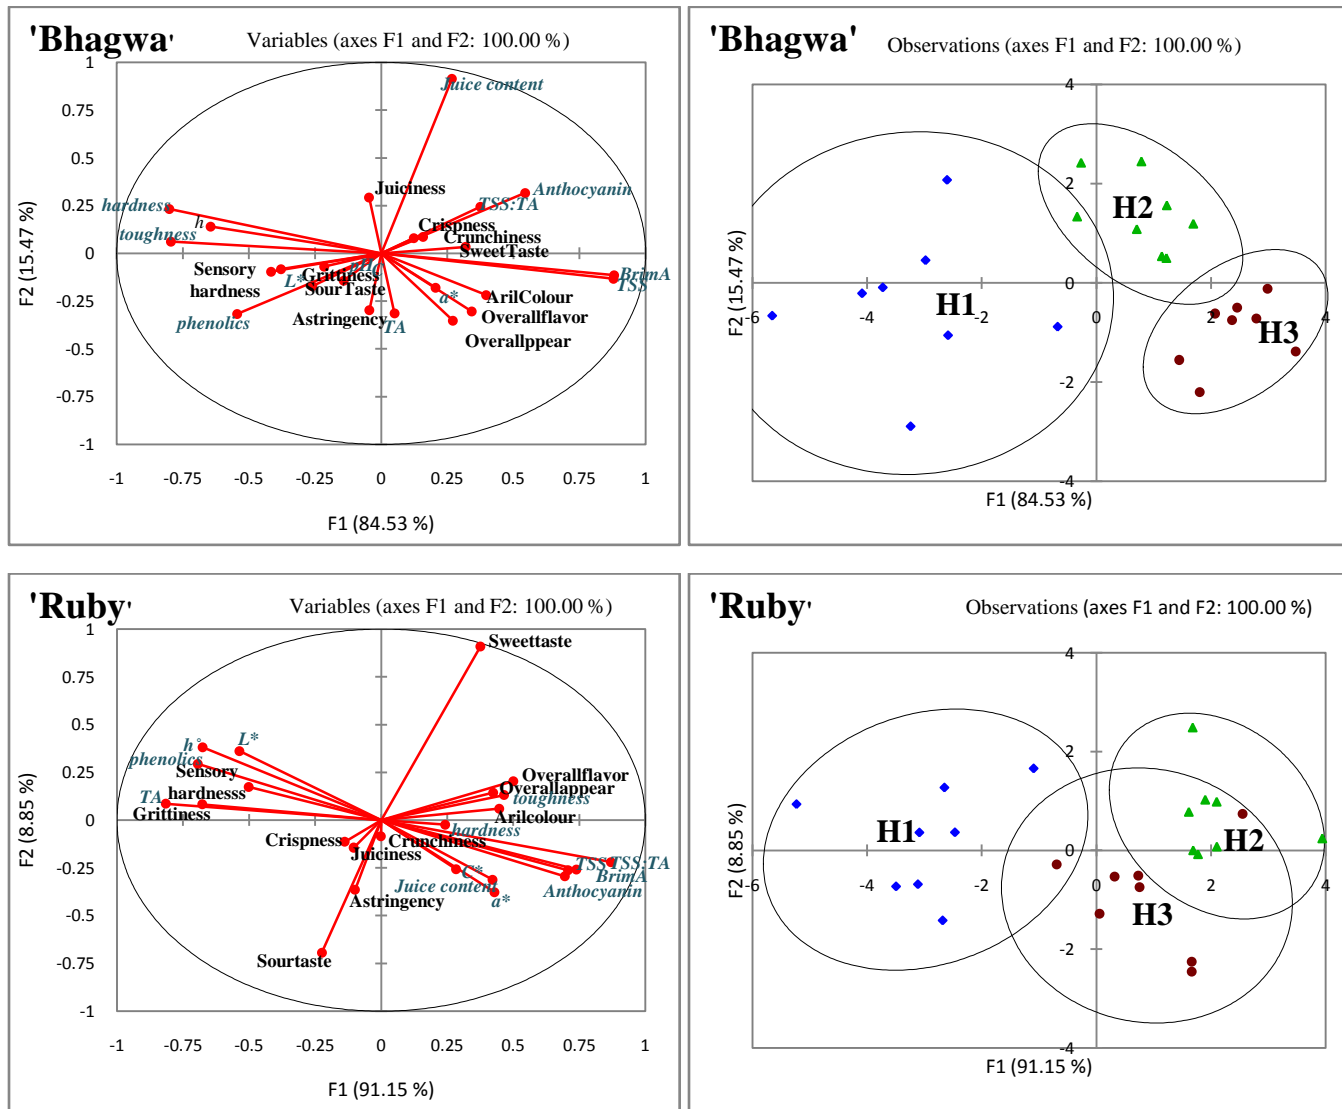 'Bhagwa'
Variables (axes F1 and F2: 100.00 %)
1
0.75
0.5
0.25
0
-0.25
-0.5
-0.75
-1
F2 (15.47 %)
Juice content
Juiciness
Anthocyanin
TSS:TA
hardness
h
toughness
Crispness
Crunchiness
SweetTaste
Sensory
hardness
L*
Grittiness
SourTaste
phenolics
Astringency
TA
a*
ArilColour
Overallflavor
Overallppear
BrimA
TSS
-1 -0.75 -0.5 -0.25 0 0.25 0.5 0.75 1
F1 (84.53 %)
'Bhagwa'
Observations (axes F1 and F2: 100.00 %)
4
2
0
-2
-4
F2 (15.47 %)
-6 -4 -2 0 2 4
H1
H2
H3
F1 (84.53 %)
'Ruby'
Variables (axes F1 and F2: 100.00 %)
1
0.75
0.5
0.25
0
-0.25
-0.5
-0.75
-1
F2 (8.85 %)
Sweettaste
h°
L*
phenolics
Sensory
hardnesss
TA
Grittiness
Overallflavor
Overallappear
toughness
Arilcolour
hardness
Crispness
Crunchiness
Juiciness
TSS TSS:TA
C*
BrimA
Juice content
Anthocyanin
a*
Astringency
Sourtaste
-1 -0.75 -0.5 -0.25 0 0.25 0.5 0.75 1
F1 (91.15 %)
'Ruby'
Observations (axes F1 and F2: 100.00 %)
4
2
0
-2
-4
F2 (8.85 %)
-6 -4 -2 0 2 4
H1
H2
H3
F1 (91.15 %)